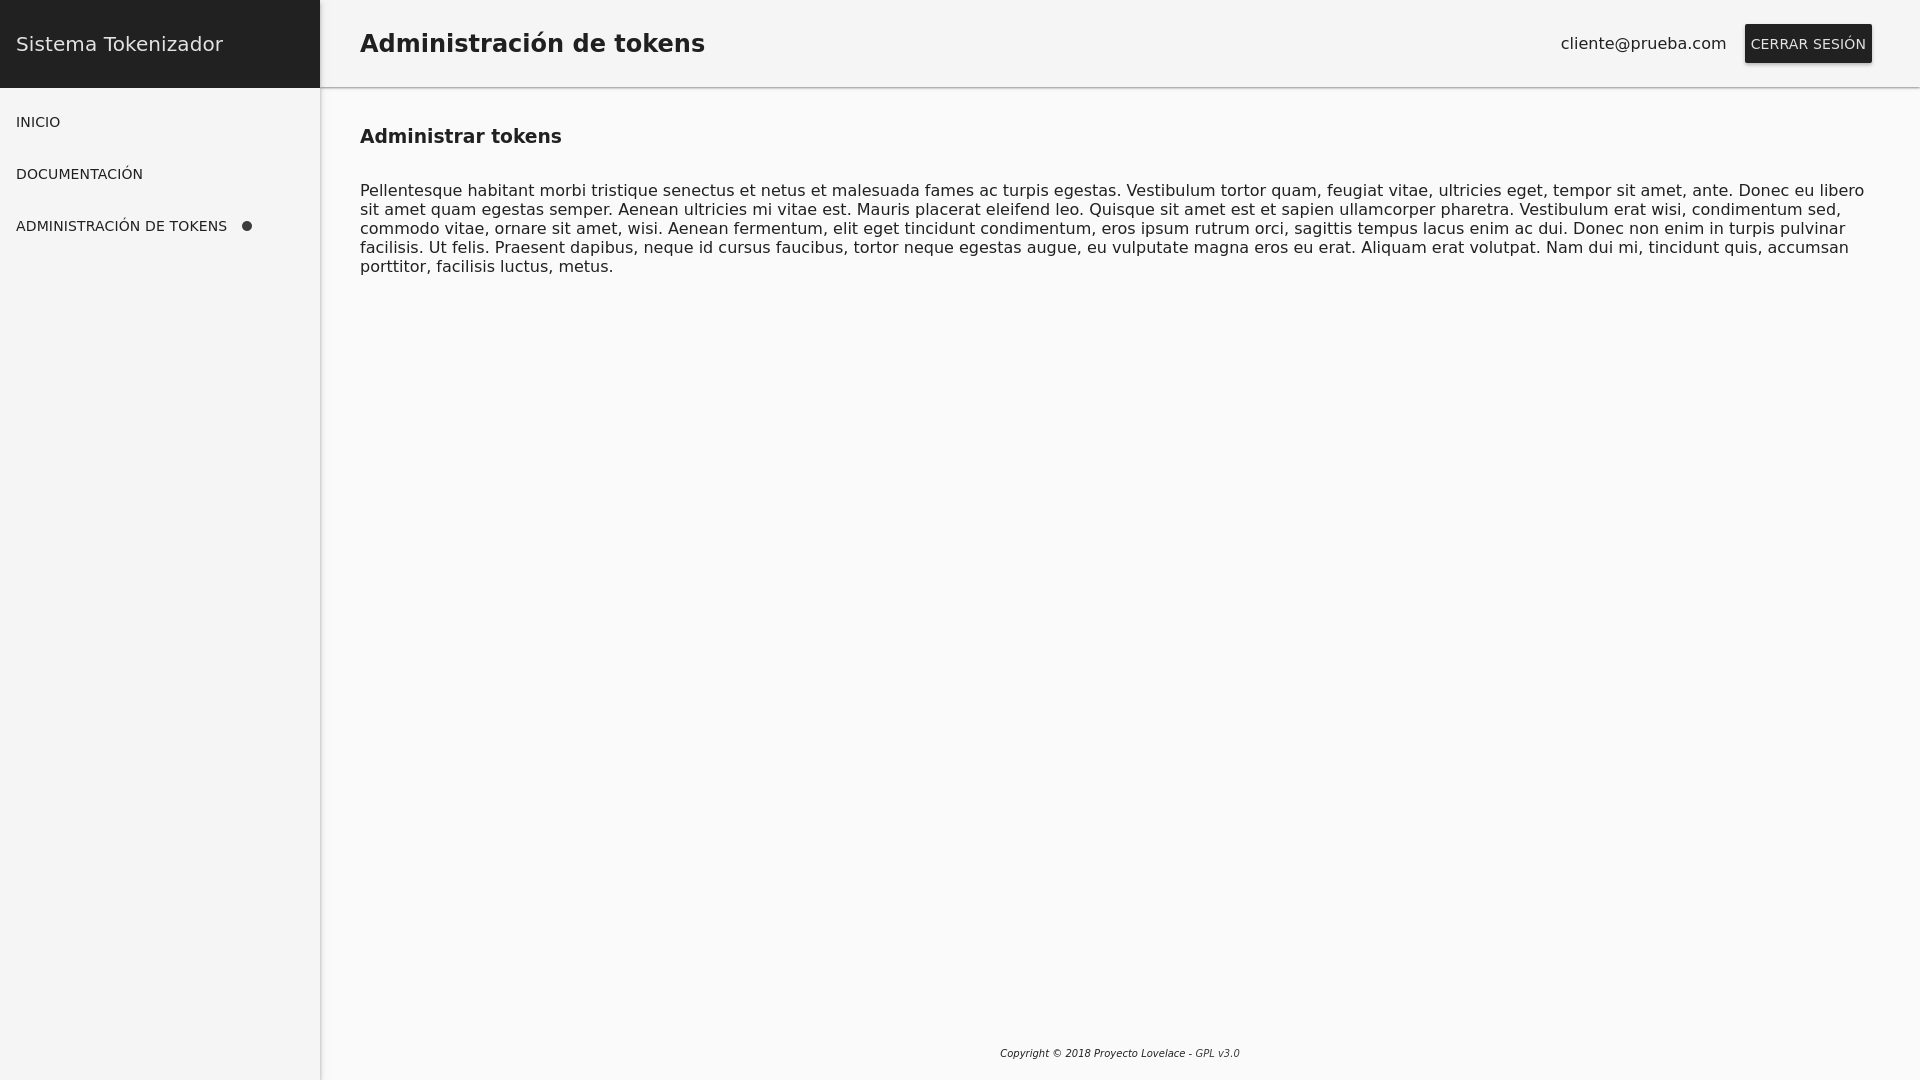 Sistema Tokenizador
Administración de tokens
cliente@prueba.com
CERRAR SESIÓN
INICIO
DOCUMENTACIÓN
ADMINISTRACIÓN DE TOKENS
Administrar tokens
Pellentesque habitant morbi tristique senectus et netus et malesuada fames ac turpis egestas. Vestibulum tortor quam, feugiat vitae, ultricies eget, tempor sit amet, ante. Donec eu libero
sit amet quam egestas semper. Aenean ultricies mi vitae est. Mauris placerat eleifend leo. Quisque sit amet est et sapien ullamcorper pharetra. Vestibulum erat wisi, condimentum sed,
commodo vitae, ornare sit amet, wisi. Aenean fermentum, elit eget tincidunt condimentum, eros ipsum rutrum orci, sagittis tempus lacus enim ac dui. Donec non enim in turpis pulvinar
facilisis. Ut felis. Praesent dapibus, neque id cursus faucibus, tortor neque egestas augue, eu vulputate magna eros eu erat. Aliquam erat volutpat. Nam dui mi, tincidunt quis, accumsan
porttitor, facilisis luctus, metus.
Copyright © 2018 Proyecto Lovelace - GPL v3.0